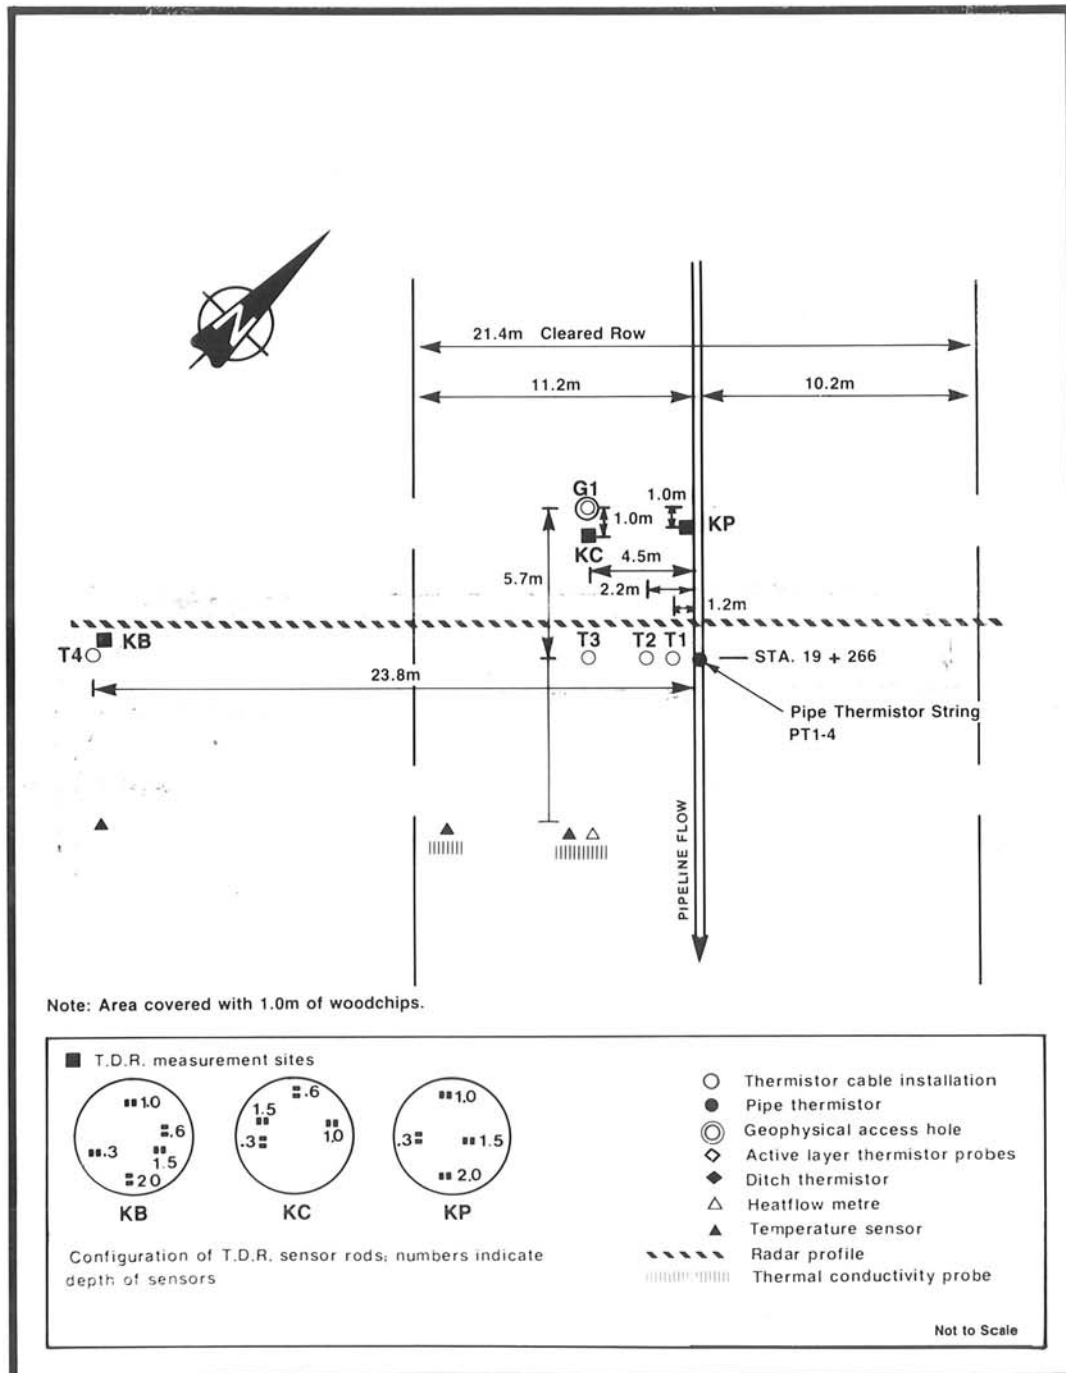 N
21.4m Cleared Row
11.2m
10.2m
G1
1.0m
1.0m
KP
KC
4.5m
5.7m
2.2m
1.2m
KB
T4
T3
T2
T1
STA. 19 + 266
23.8m
Pipe Thermistor String
PT1-4
PIPELINE FLOW
Note: Area covered with 1.0m of woodchips.
T.D.R. measurement sites
1.0
.6
.3
1.5
2.0
KB
.6
1.5
1.0
.3
KC
1.0
.3
1.5
2.0
KP
Configuration of T.D.R. sensor rods; numbers indicate
depth of sensors
Thermistor cable installation
Pipe thermistor
Geophysical access hole
Active layer thermistor probes
Ditch thermistor
Heatflow metre
Temperature sensor
Radar profile
Thermal conductivity probe
Not to Scale